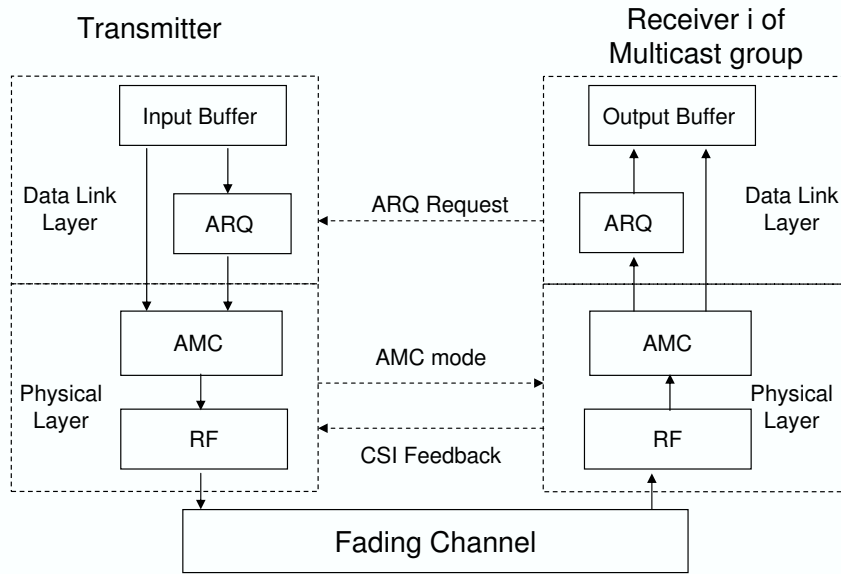 Transmitter
Receiver i of
Multicast group
Input Buffer
Output Buffer
Data Link
Layer
ARQ
ARQ Request
ARQ
Data Link
Layer
AMC
AMC mode
AMC
Physical
Layer
RF
CSI Feedback
RF
Physical
Layer
Fading Channel